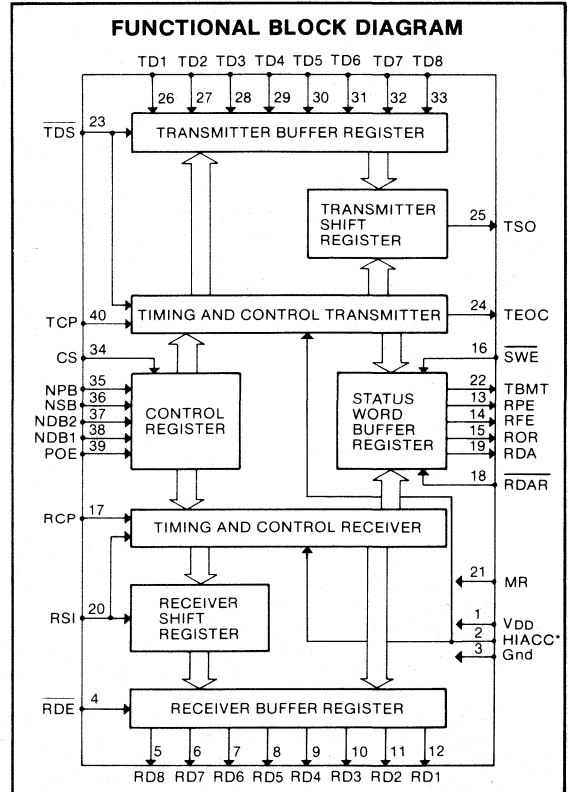 FUNCTIONAL BLOCK DIAGRAM
TD1 TD2 TD3 TD4 TD5 TD6 TD7 TD8
26 27 28 29 30 31 32 33
TDS 23
TRANSMITTER BUFFER REGISTER
TRANSMITTER
SHIFT
REGISTER
25 TSO
TIMING AND CONTROL TRANSMITTER
24 TEOC
TCP 40
CS 34
16 SWE
NPB 35
NSB 36
NDB2 37
NDB1 38
POE 39
CONTROL
REGISTER
STATUS
WORD
BUFFER
REGISTER
22 TBMT
13 RPE
14 RFE
15 ROR
19 RDA
18 RDAR
RCP 17
TIMING AND CONTROL RECEIVER
21 MR
RSI 20
RECEIVER
SHIFT
REGISTER
1 VDD
2 HIACC*
3 Gnd
RDE 4
RECEIVER BUFFER REGISTER
5 6 7 8 9 10 11 12
RD8 RD7 RD6 RD5 RD4 RD3 RD2 RD1